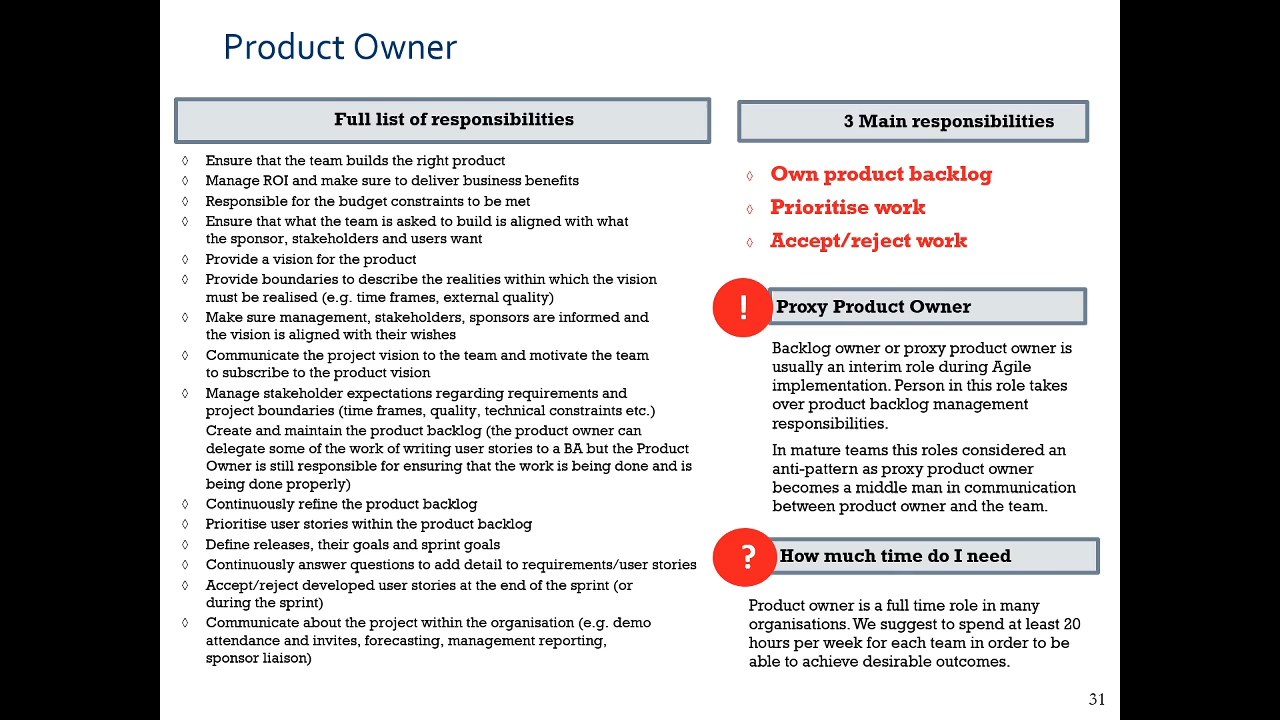 Product Owner
Full list of responsibilities
◊ Ensure that the team builds the right product
◊ Manage ROI and make sure to deliver business benefits
◊ Responsible for the budget constraints to be met
◊ Ensure that what the team is asked to build is aligned with what
the sponsor, stakeholders and users want
◊ Provide a vision for the product
◊ Provide boundaries to describe the realities within which the vision
must be realised (e.g. time frames, external quality)
◊ Make sure management, stakeholders, sponsors are informed and
the vision is aligned with their wishes
◊ Communicate the project vision to the team and motivate the team
to subscribe to the product vision
◊ Manage stakeholder expectations regarding requirements and
project boundaries (time frames, quality, technical constraints etc.)
Create and maintain the product backlog (the product owner can
delegate some of the work of writing user stories to a BA but the Product
Owner is still responsible for ensuring that the work is being done and is
being done properly)
◊ Continuously refine the product backlog
◊ Prioritise user stories within the product backlog
◊ Define releases, their goals and sprint goals
◊ Continuously answer questions to add detail to requirements/user stories
◊ Accept/reject developed user stories at the end of the sprint (or
during the sprint)
◊ Communicate about the project within the organisation (e.g. demo
attendance and invites, forecasting, management reporting,
sponsor liaison)
3 Main responsibilities
◊ Own product backlog
◊ Prioritise work
◊ Accept/reject work
! Proxy Product Owner
Backlog owner or proxy product owner is
usually an interim role during Agile
implementation. Person in this role takes
over product backlog management
responsibilities.
In mature teams this roles considered an
anti-pattern as proxy product owner
becomes a middle man in communication
between product owner and the team.
? How much time do I need
Product owner is a full time role in many
organisations. We suggest to spend at least 20
hours per week for each team in order to be
able to achieve desirable outcomes.
31